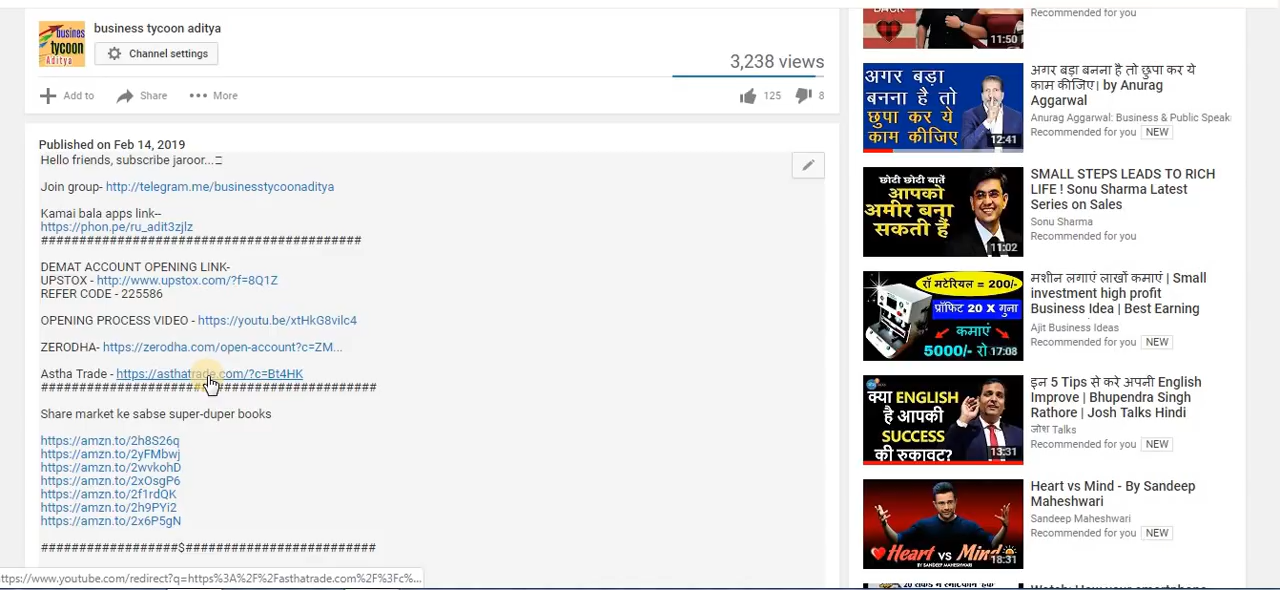 busines
tycoon
Aditya
business tycoon aditya
Channel settings
3,238 views
Add to
Share
More
125
8
Published on Feb 14, 2019
Hello friends, subscribe jaroor...
Join group- http://telegram.me/businesstycoonaditya
Kamai bala apps link--
https://phon.pe/ru_adit3zjlz
##########################################
DEMAT ACCOUNT OPENING LINK-
UPSTOX - http://www.upstox.com/?f=8Q1Z
REFER CODE - 225586
OPENING PROCESS VIDEO - https://youtu.be/xtHkG8vilc4
ZERODHA- https://zerodha.com/open-account?c=ZM...
Astha Trade - https://asthatrade.com/?c=Bt4HK
############################################
Share market ke sabse super-duper books
https://amzn.to/2h8S26q
https://amzn.to/2yFMbwj
https://amzn.to/2wvkohD
https://amzn.to/2xOsgP6
https://amzn.to/2f1rdQK
https://amzn.to/2h9PYi2
https://amzn.to/2x6P5gN
##################$#########################
ttps://www.youtube.com/redirect?q=https%3A%2F%2Fasthatrade.com%2F%3Fc%...
11:50
Recommended for you
अगर बड़ा
बनना है तो
छुपा कर ये
काम कीजिए
12:41
अगर बड़ा बनना है तो छुपा कर ये
काम कीजिए| by Anurag
Aggarwal
Anurag Aggarwal: Business & Public Speak
Recommended for you NEW
छोटी छोटी बातें
आपको
अमीर बना
सकती हैं
11:02
SMALL STEPS LEADS TO RICH
LIFE ! Sonu Sharma Latest
Series on Sales
Sonu Sharma
Recommended for you
रॉ मटेरियल = 200/-
प्रॉफिट 20 X गुना
कमाएं
5000/- रो
17:08
मशीन लगाएं लाखों कमाएं | Small
investment high profit
Business Idea | Best Earning
Ajit Business Ideas
Recommended for you NEW
क्या ENGLISH
है आपकी
SUCCESS
की रुकावट?
13:31
इन 5 Tips से करे अपनी English
Improve | Bhupendra Singh
Rathore | Josh Talks Hindi
जोश Talks
Recommended for you NEW
Heart vs Mind
BY SANDEEP MAHESHWARI
18:31
Heart vs Mind - By Sandeep
Maheshwari
Sandeep Maheshwari
Recommended for you NEW